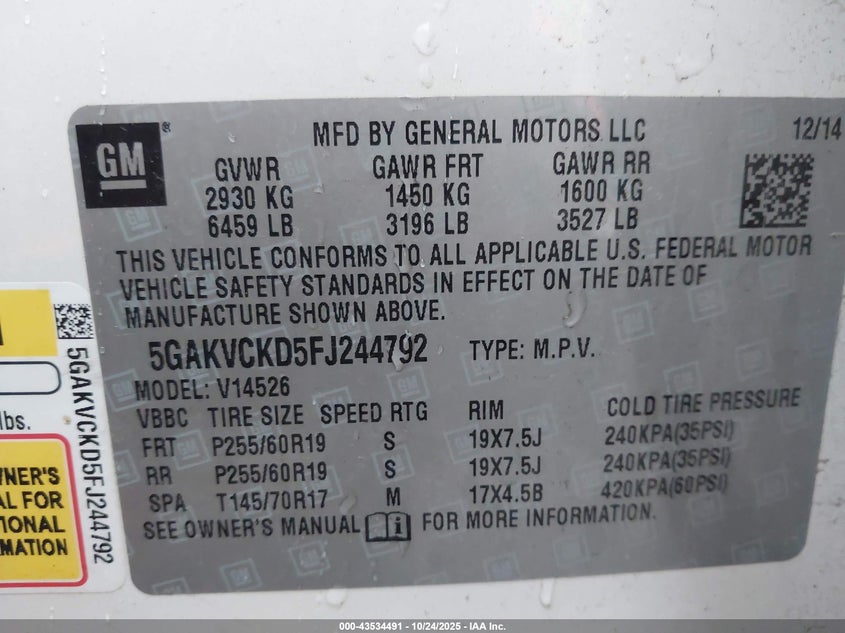 GM
®
MFD BY GENERAL MOTORS LLC
12/14
GVWR GAWR FRT GAWR RR
2930 KG 1450 KG 1600 KG
6459 LB 3196 LB 3527 LB
THIS VEHICLE CONFORMS TO ALL APPLICABLE U.S. FEDERAL MOTOR
VEHICLE SAFETY STANDARDS IN EFFECT ON THE DATE OF
MANUFACTURE SHOWN ABOVE.
5GAKVCKD5FJ244792 TYPE: M.P.V.
MODEL: V14526
VBBC TIRE SIZE SPEED RTG RIM COLD TIRE PRESSURE
FRT P255/60R19 S 19X7.5J 240KPA(35PSI)
RR P255/60R19 S 19X7.5J 240KPA(35PSI)
SPA T145/70R17 M 17X4.5B 420KPA(60PSI)
SEE OWNER'S MANUAL FOR MORE INFORMATION.
5GAKVCKD5FJ244792
lbs.
OWNER'S
FOR
000-43534491 - 10/24/2025 - IAA Inc.